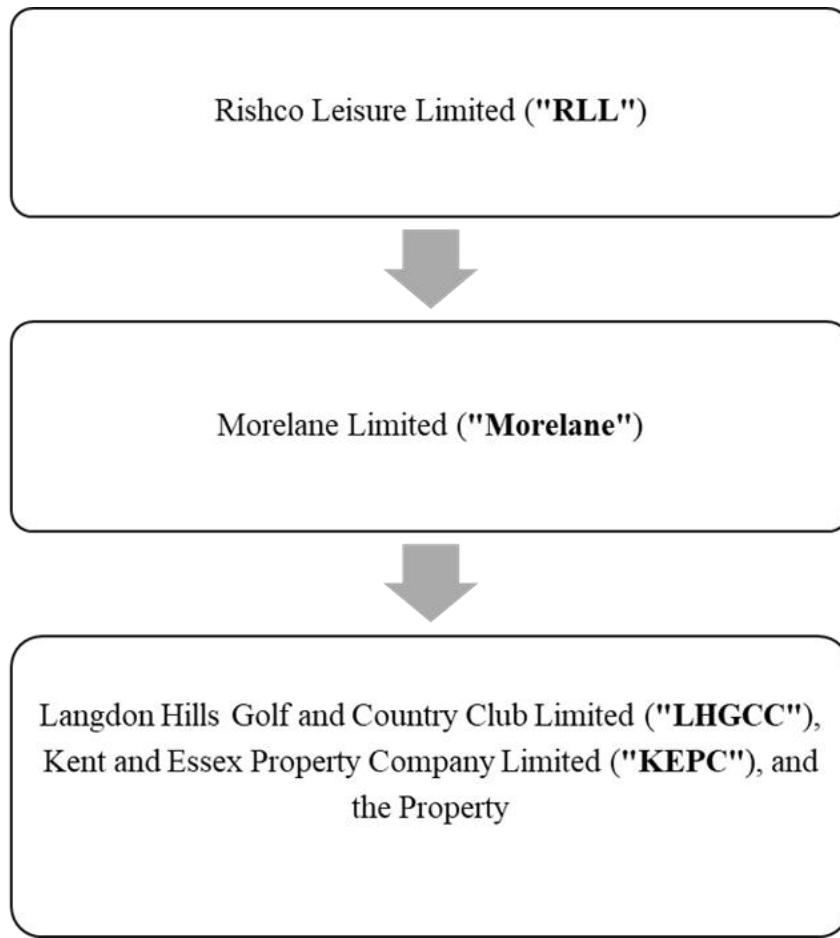 Rishco Leisure Limited ("RLL")
Morelane Limited ("Morelane")
Langdon Hills Golf and Country Club Limited ("LHGCC"),
Kent and Essex Property Company Limited ("KEPC"), and
the Property